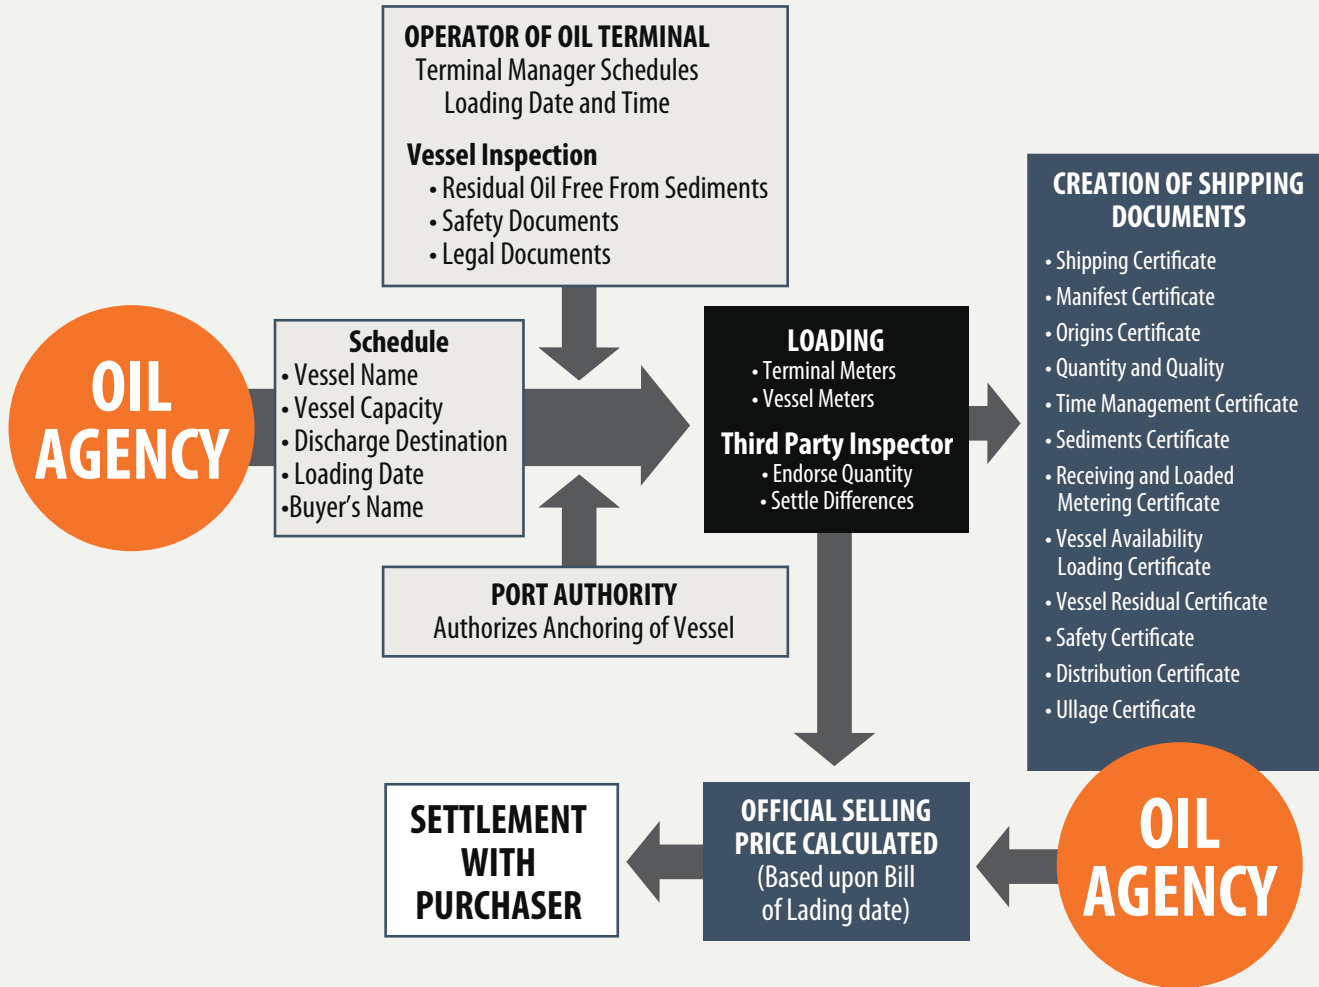 OPERATOR OF OIL TERMINAL
Terminal Manager Schedules
Loading Date and Time
Vessel Inspection
• Residual Oil Free From Sediments
• Safety Documents
• Legal Documents
OIL
AGENCY
Schedule
• Vessel Name
• Vessel Capacity
• Discharge Destination
• Loading Date
•Buyer's Name
PORT AUTHORITY
Authorizes Anchoring of Vessel
LOADING
• Terminal Meters
• Vessel Meters
Third Party Inspector
• Endorse Quantity
• Settle Differences
CREATION OF SHIPPING
DOCUMENTS
• Shipping Certificate
• Manifest Certificate
• Origins Certificate
• Quantity and Quality
• Time Management Certificate
• Sediments Certificate
• Receiving and Loaded
Metering Certificate
• Vessel Availability
Loading Certificate
• Vessel Residual Certificate
• Safety Certificate
• Distribution Certificate
• Ullage Certificate
OIL
AGENCY
OFFICIAL SELLING
PRICE CALCULATED
(Based upon Bill
of Lading date)
SETTLEMENT
WITH
PURCHASER